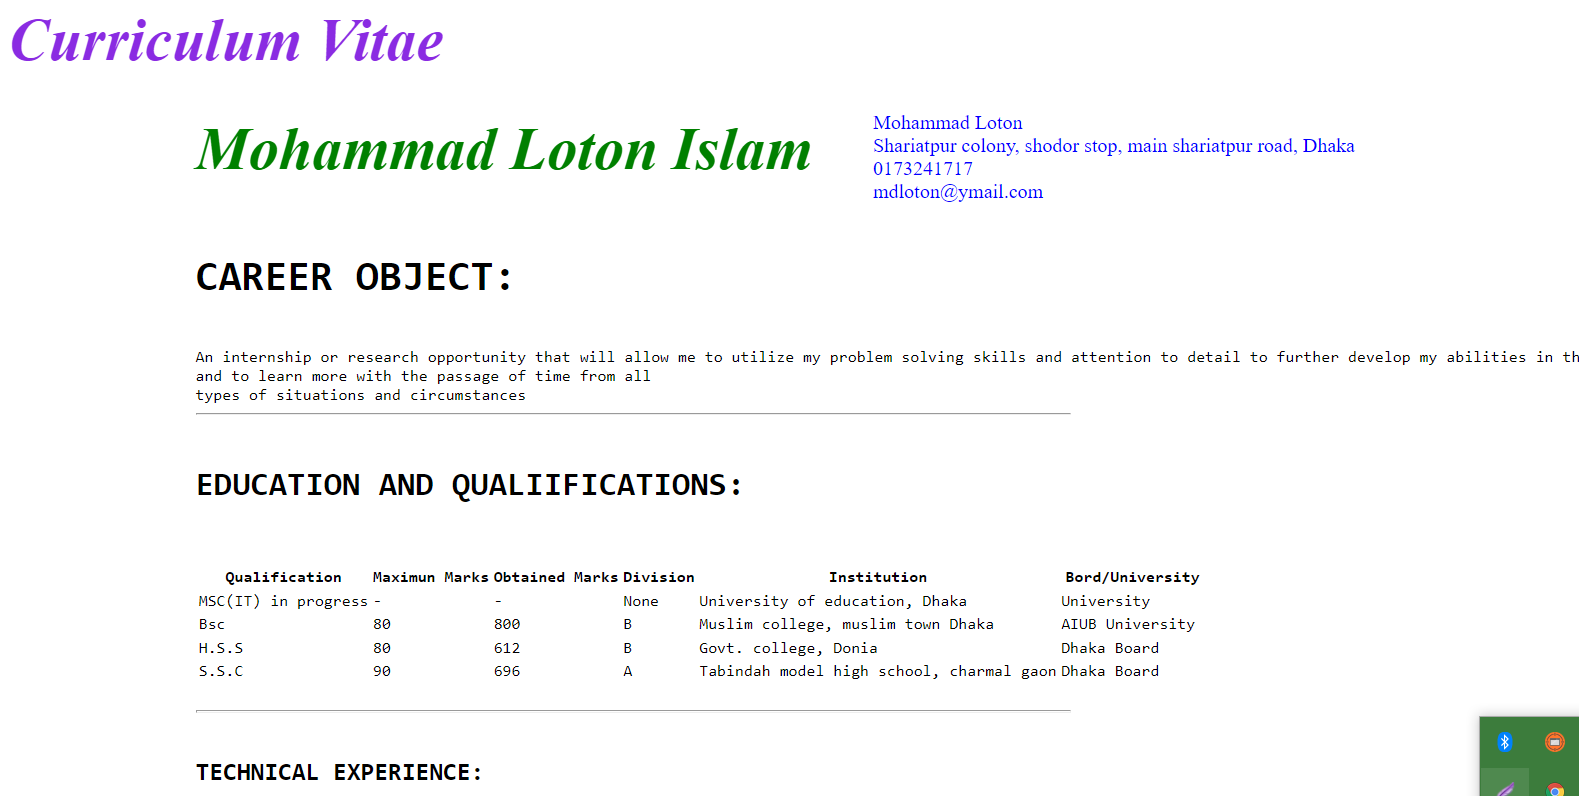 Curriculum Vitae
Mohammad Loton Islam
Mohammad Loton
Shariatpur colony, shodor stop, main shariatpur road, Dhaka
0173241717
mdloton@ymail.com
CAREER OBJECT:
An internship or research opportunity that will allow me to utilize my problem solving skills and attention to detail to further develop my abilities in th
and to learn more with the passage of time from all
types of situations and circumstances
EDUCATION AND QUALIIFICATIONS:
Qualification Maximun Marks Obtained Marks Division Institution Bord/University
MSC(IT) in progress - - None University of education, Dhaka University
Bsc 80 800 B Muslim college, muslim town Dhaka AIUB University
H.S.S 80 612 B Govt. college, Donia Dhaka Board
S.S.C 90 696 A Tabindah model high school, charmal gaon Dhaka Board
TECHNICAL EXPERIENCE: